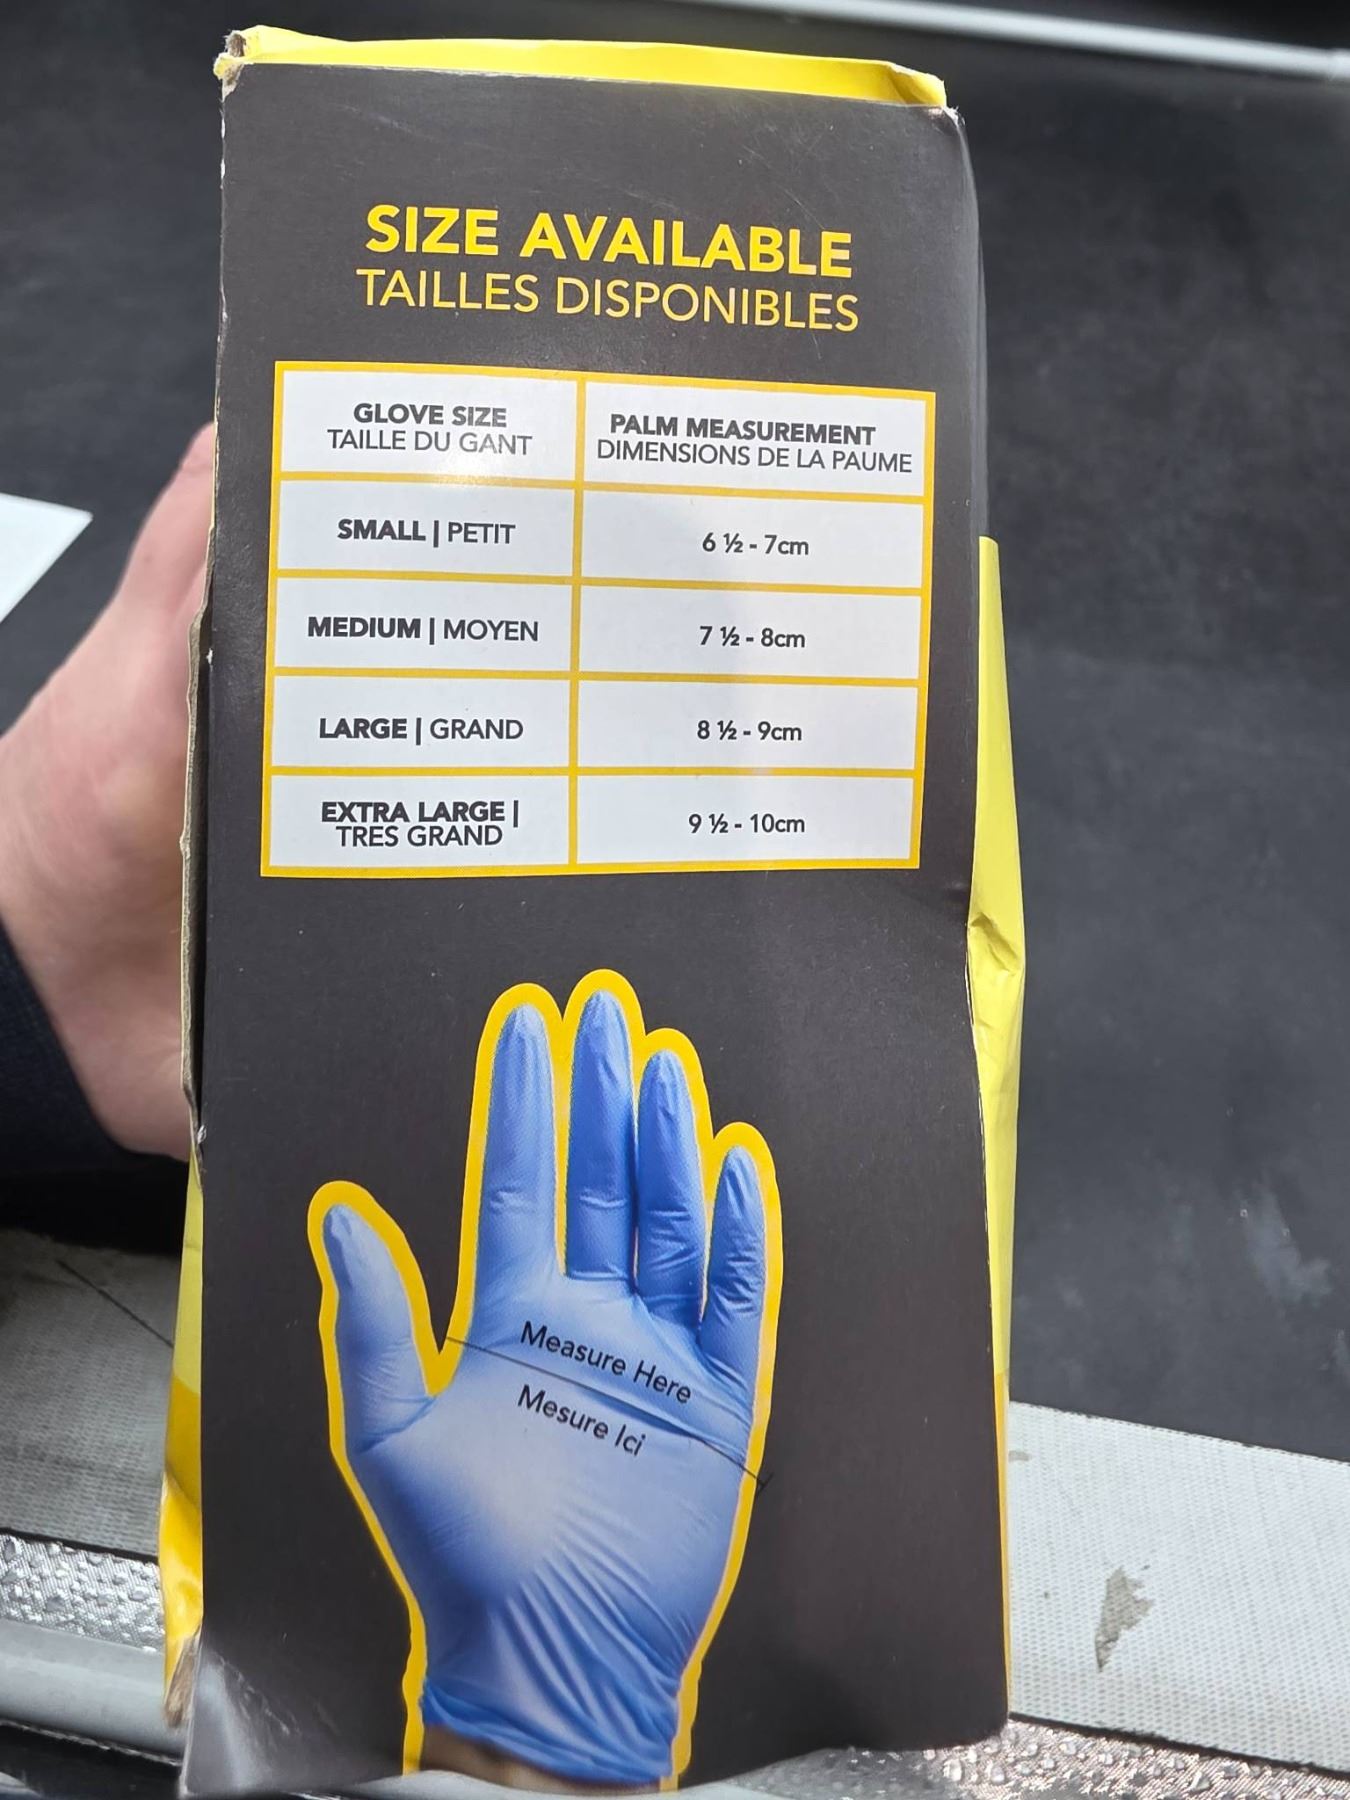 SIZE AVAILABLE
TAILLES DISPONIBLES
GLOVE SIZE
TAILLE DU GANT
PALM MEASUREMENT
DIMENSIONS DE LA PAUME
SMALL | PETIT
6 ½ - 7cm
MEDIUM | MOYEN
7 ½ - 8cm
LARGE | GRAND
8 ½ - 9cm
EXTRA LARGE |
TRES GRAND
9 ½ - 10cm
Measure Here
Mesure Ici